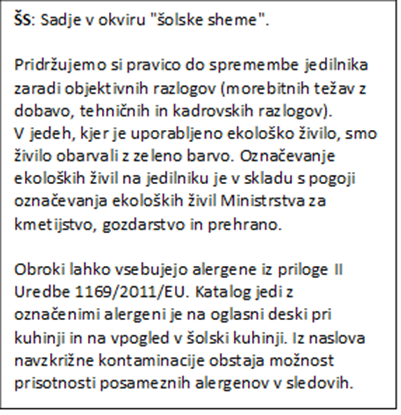 ŠS: Sadje v okviru "šolske sheme".
Pridržujemo si pravico do spremembe jedilnika
zaradi objektivnih razlogov (morebitnih težav z
dobavo, tehničnih in kadrovskih razlogov).
V jedeh, kjer je uporabljeno ekološko živilo, smo
živilo obarvali z zeleno barvo. Označevanje
ekoloških živil na jedilniku je v skladu s pogoji
označevanja ekoloških živil Ministrstva za
kmetijstvo, gozdarstvo in prehrano.
Obroki lahko vsebujejo alergene iz priloge II
Uredbe 1169/2011/EU. Katalog jedi z
označenimi alergeni je na oglasni deski pri
kuhinji in na vpogled v šolski kuhinji. Iz naslova
navzkrižne kontaminacije obstaja možnost
prisotnosti posameznih alergenov v sledovih.